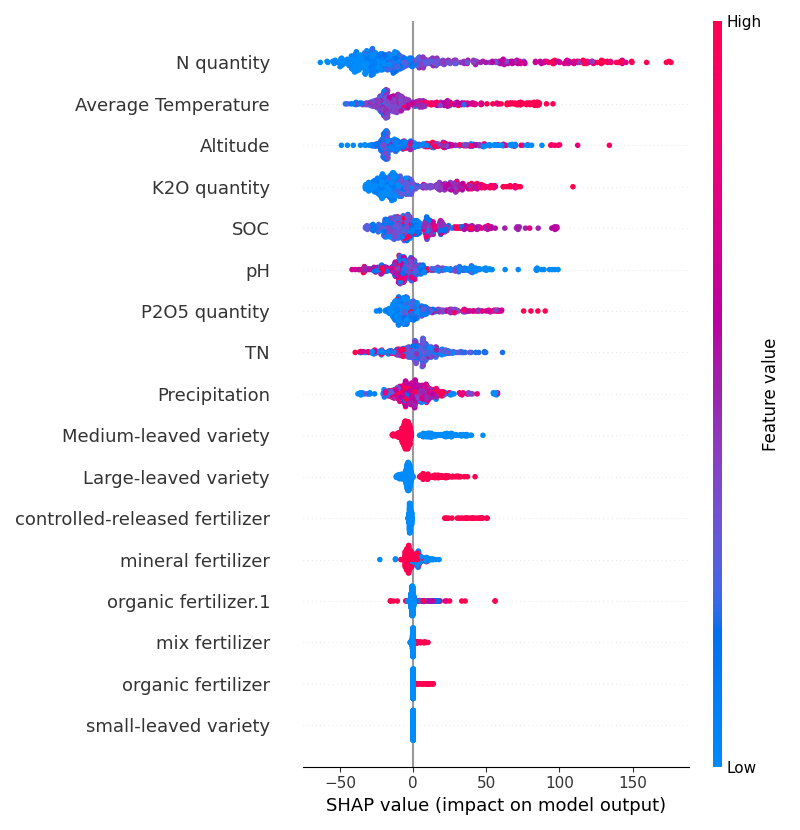 High
N quantity
Average Temperature
Altitude
K2O quantity
SOC
pH
P2O5 quantity
TN
Precipitation
Medium-leaved variety
Large-leaved variety
controlled-released fertilizer
mineral fertilizer
organic fertilizer.1
mix fertilizer
organic fertilizer
small-leaved variety
Feature value
Low
−50 0 50 100 150
SHAP value (impact on model output)